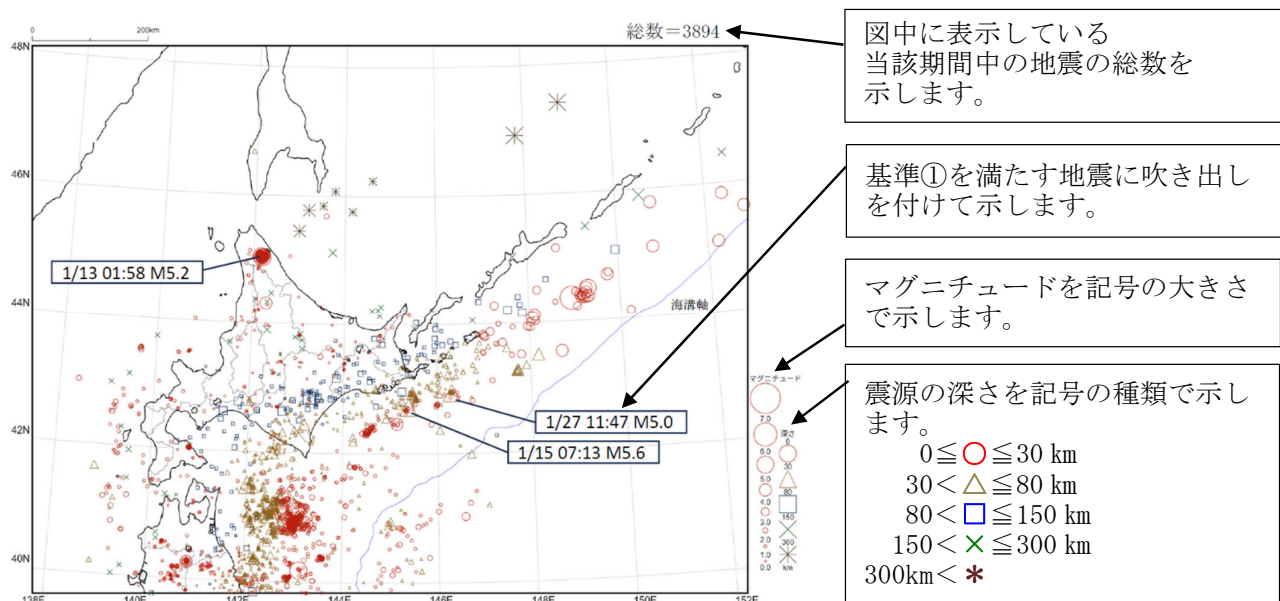 0
200km
総数＝3894
48N
46N
44N
42N
40N
138E
140E
142E
144E
146E
148E
150E
152E
1/13 01:58 M5.2
海溝軸
1/27 11:47 M5.0
1/15 07:13 M5.6
マグニチュード
7.0
6.0
5.0
4.0
3.0
2.0
1.0
0.0
深さ
0
30
80
150
300
km
図中に表示している
当該期間中の地震の総数を
示します。
基準①を満たす地震に吹き出し
を付けて示します。
マグニチュードを記号の大きさ
で示します。
震源の深さを記号の種類で示し
ます。
0≦○≦30 km
30＜△≦80 km
80＜□≦150 km
150＜×≦300 km
300km＜＊